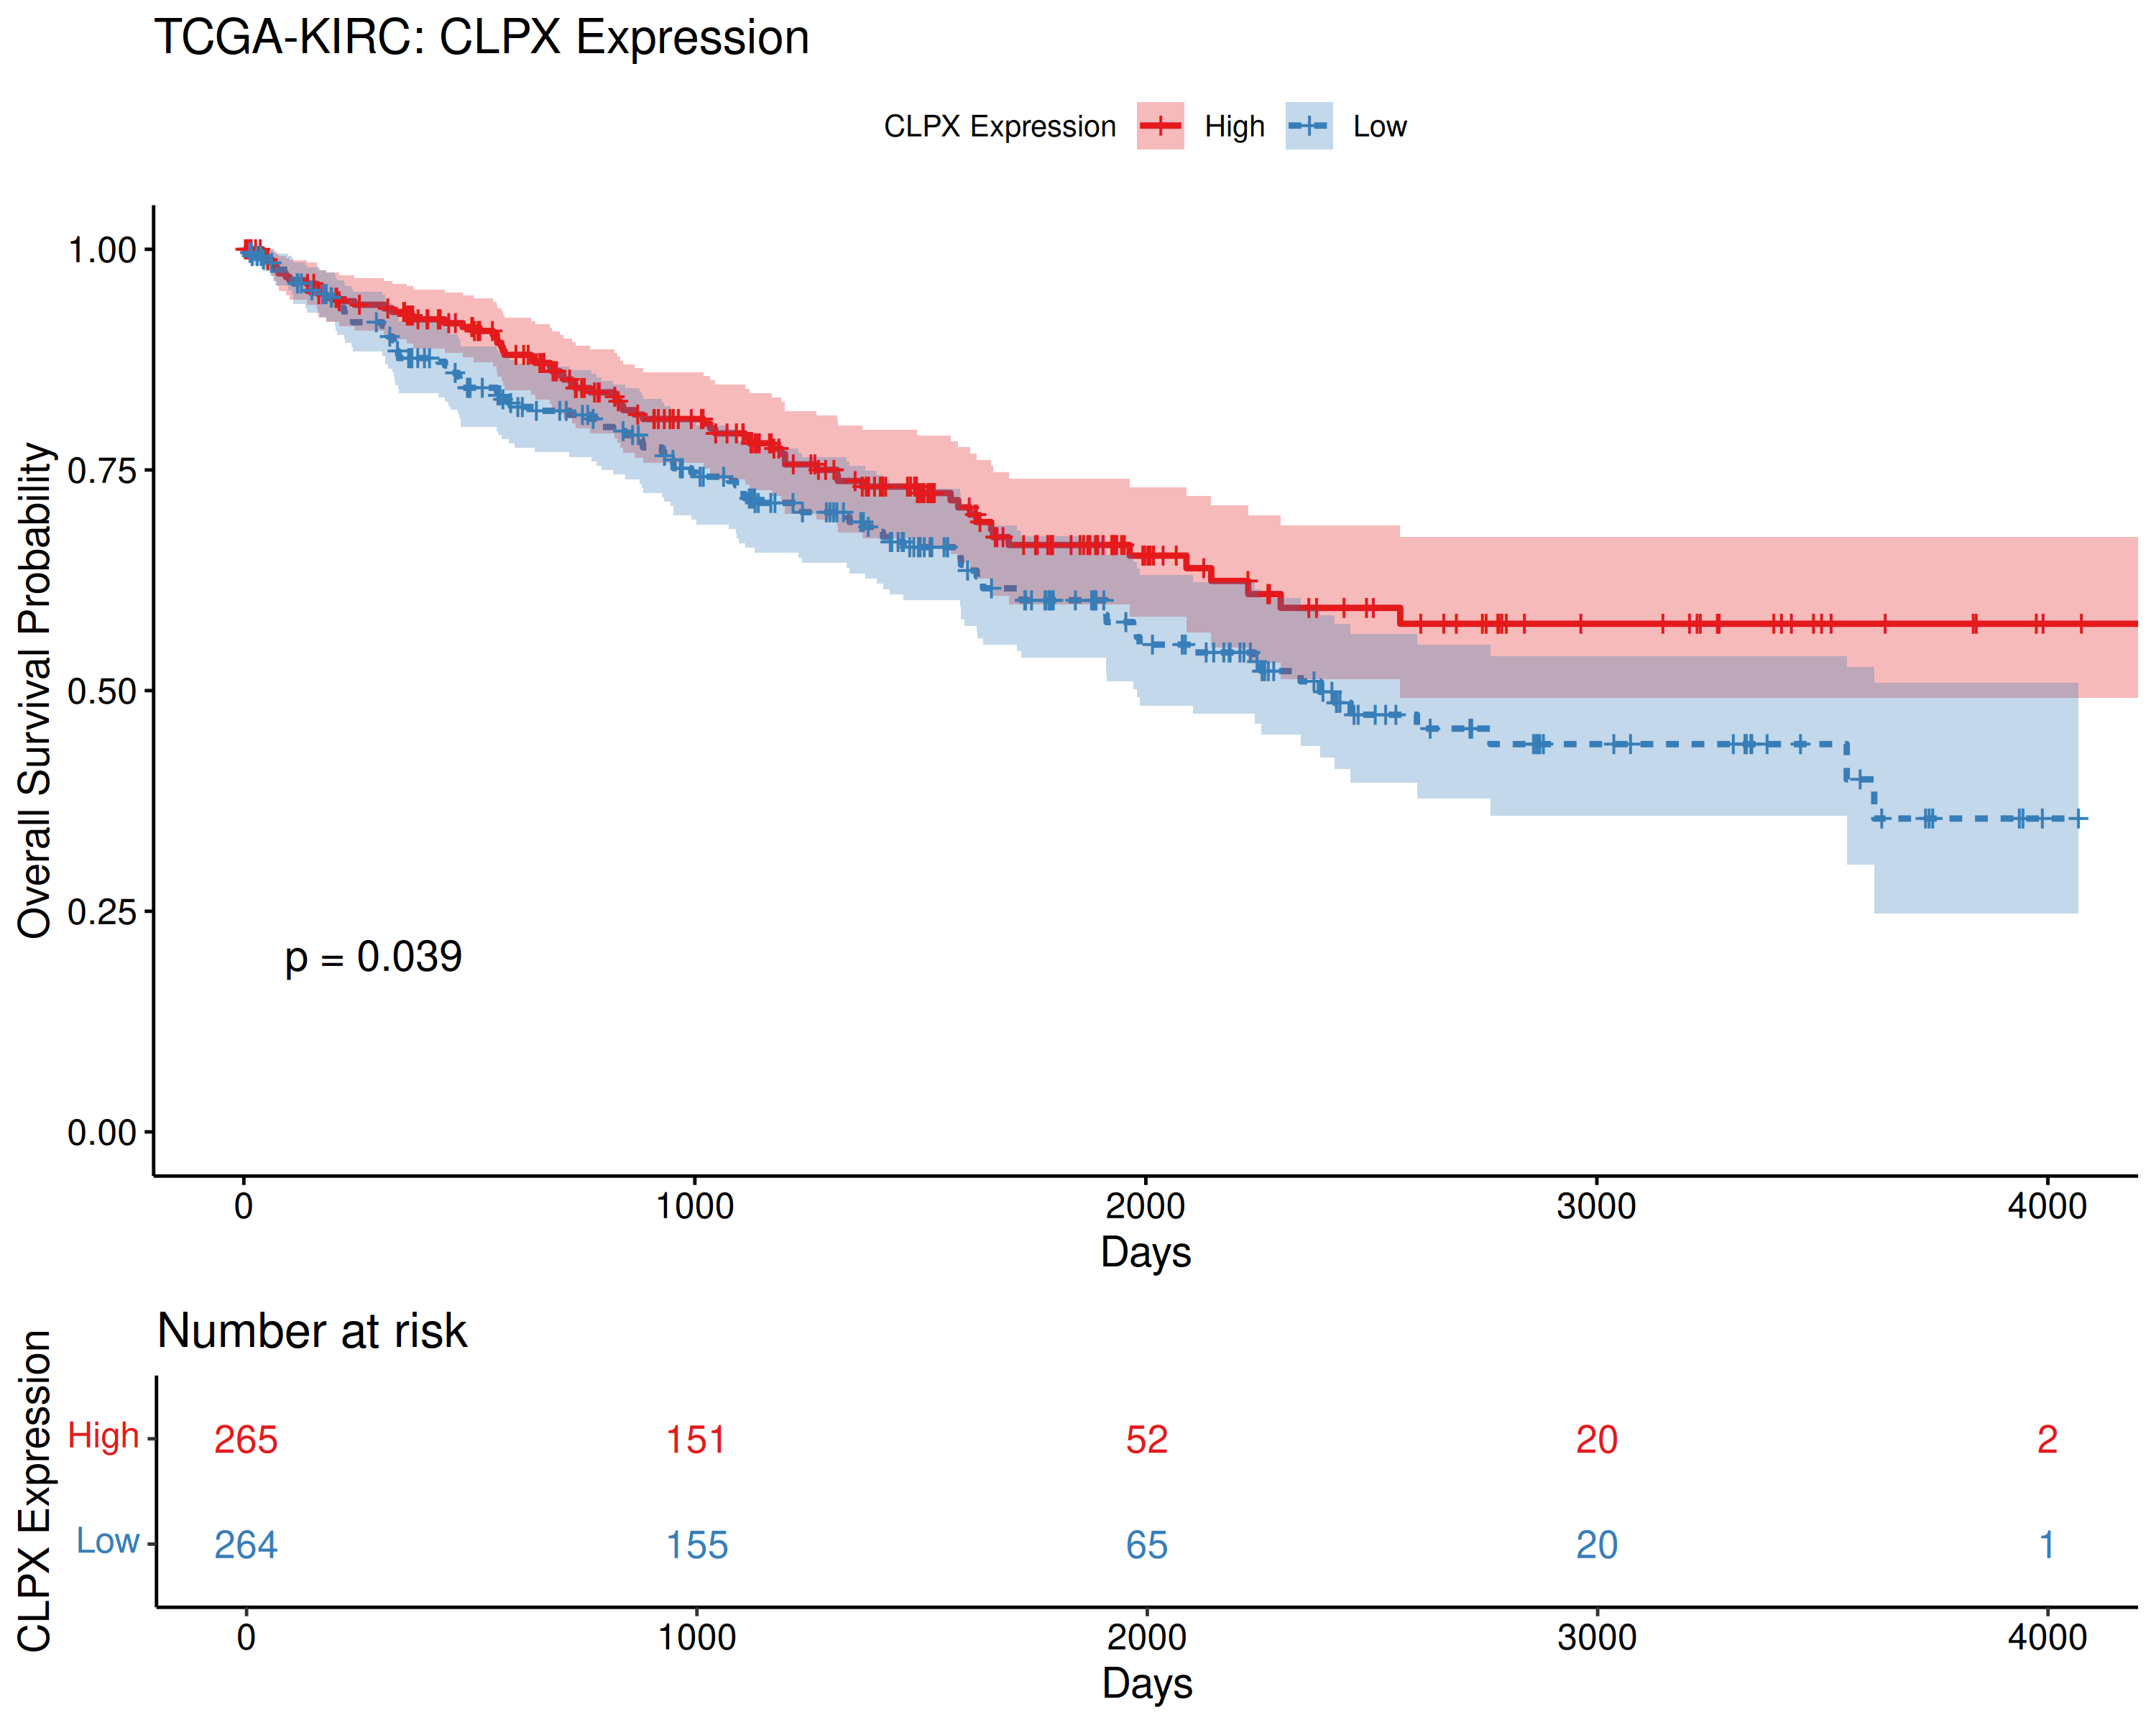 TCGA-KIRC: CLPX Expression
CLPX Expression High Low
Overall Survival Probability
1.00
0.75
0.50
0.25
0.00
p = 0.039
0 1000 2000 3000 4000
Days
Number at risk
CLPX Expression
High 265 151 52 20 2
Low 264 155 65 20 1
0 1000 2000 3000 4000
Days